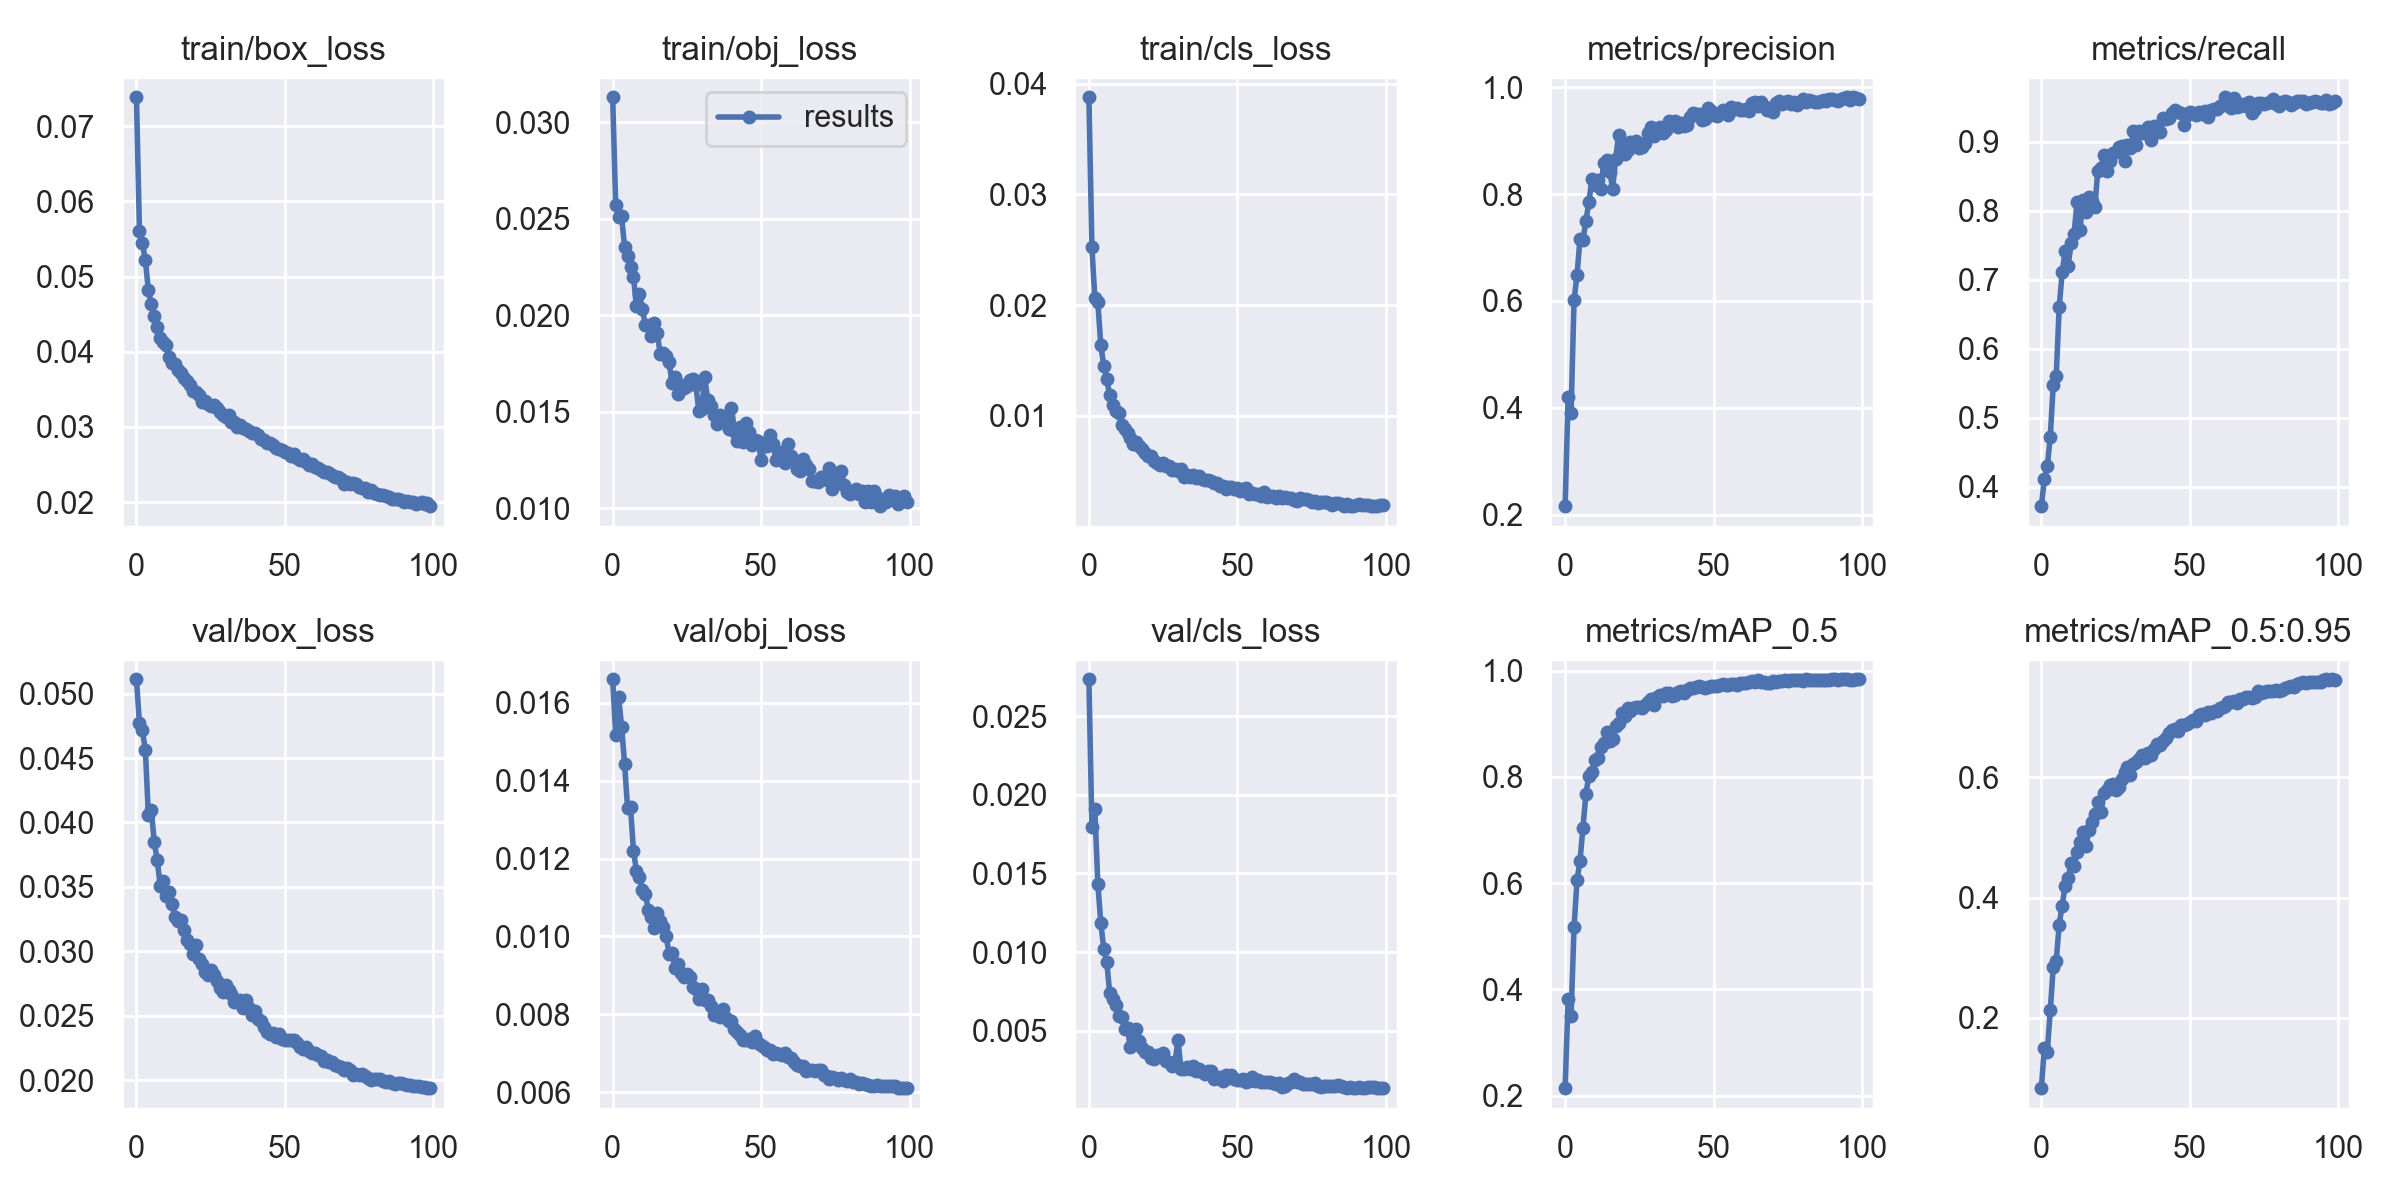 train/box_loss
0.07
0.06
0.05
0.04
0.03
0.02
0 50 100
train/obj_loss
results
0.030
0.025
0.020
0.015
0.010
0 50 100
train/cls_loss
0.04
0.03
0.02
0.01
0 50 100
metrics/precision
1.0
0.8
0.6
0.4
0.2
0 50 100
metrics/recall
0.9
0.8
0.7
0.6
0.5
0.4
0 50 100
val/box_loss
0.050
0.045
0.040
0.035
0.030
0.025
0.020
0 50 100
val/obj_loss
0.016
0.014
0.012
0.010
0.008
0.006
0 50 100
val/cls_loss
0.025
0.020
0.015
0.010
0.005
0 50 100
metrics/mAP_0.5
1.0
0.8
0.6
0.4
0.2
0 50 100
metrics/mAP_0.5:0.95
0.6
0.4
0.2
0 50 100